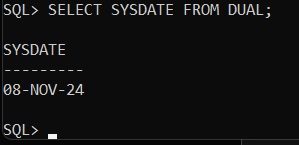 SQL> SELECT SYSDATE FROM DUAL;
SYSDATE
---------
08-NOV-24
SQL>